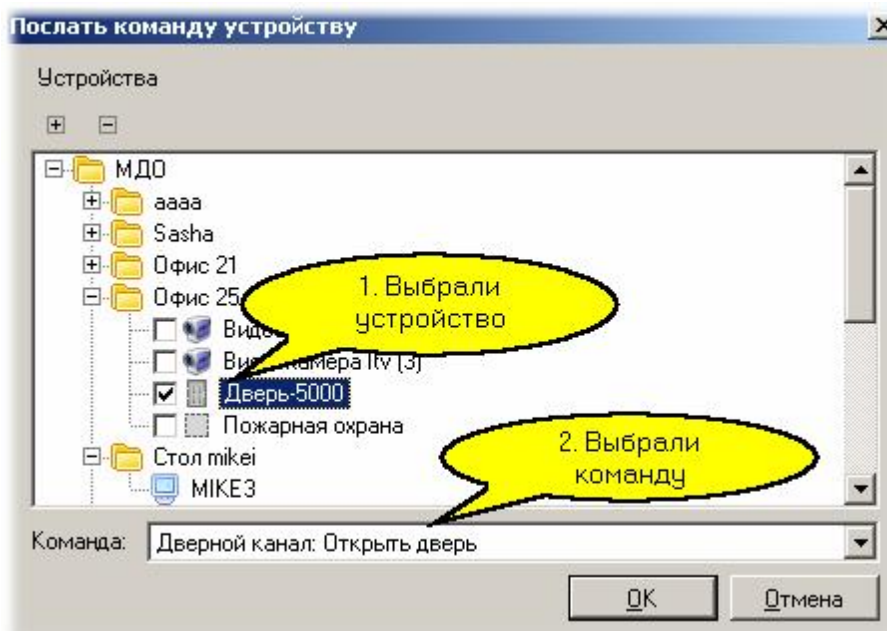 Послать команду устройству
Устройства
МДО
aaaa
Sasha
Офис 21
Офис 25
1. Выбрали
устройство
камера Itv (3)
Дверь-5000
Пожарная охрана
2. Выбрали
команду
Стол mikei
MIKE3
Команда: Дверной канал: Открыть дверь
OK Отмена